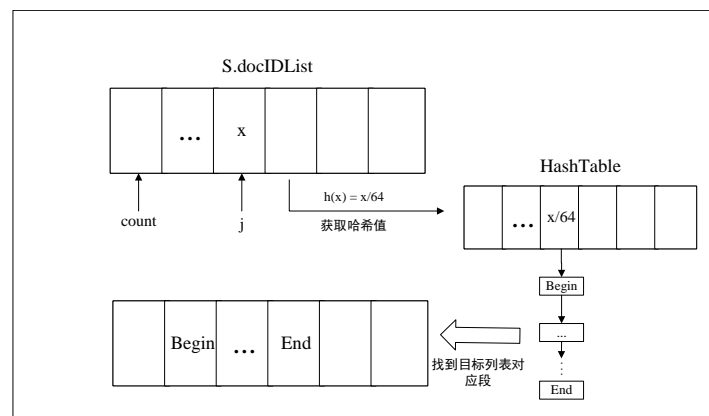 S.docIDList
... x
count
j
h(x) = x/64
获取哈希值
HashTable
... x/64
Begin
...
End
Begin ... End
找到目标列表对
应段